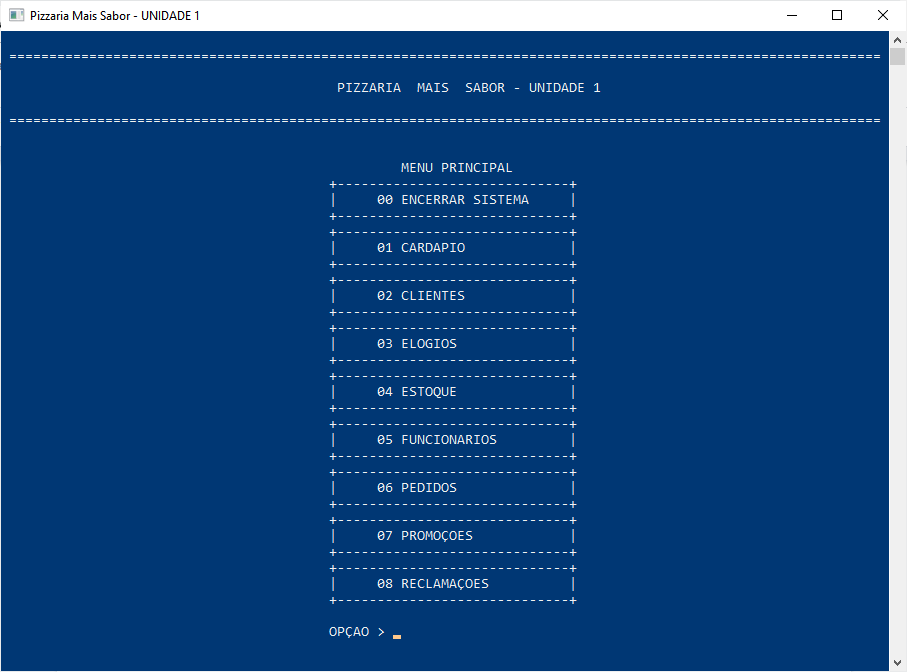 Pizzaria Mais Sabor - UNIDADE 1
=============================================================================================================
PIZZARIA  MAIS  SABOR - UNIDADE 1
=============================================================================================================
MENU PRINCIPAL
+-----------------------------+
|     00 ENCERRAR SISTEMA     |
+-----------------------------+
+-----------------------------+
|     01 CARDAPIO             |
+-----------------------------+
+-----------------------------+
|     02 CLIENTES             |
+-----------------------------+
+-----------------------------+
|     03 ELOGIOS              |
+-----------------------------+
+-----------------------------+
|     04 ESTOQUE              |
+-----------------------------+
+-----------------------------+
|     05 FUNCIONARIOS         |
+-----------------------------+
+-----------------------------+
|     06 PEDIDOS              |
+-----------------------------+
+-----------------------------+
|     07 PROMOÇOES            |
+-----------------------------+
+-----------------------------+
|     08 RECLAMAÇOES          |
+-----------------------------+
OPÇAO > _